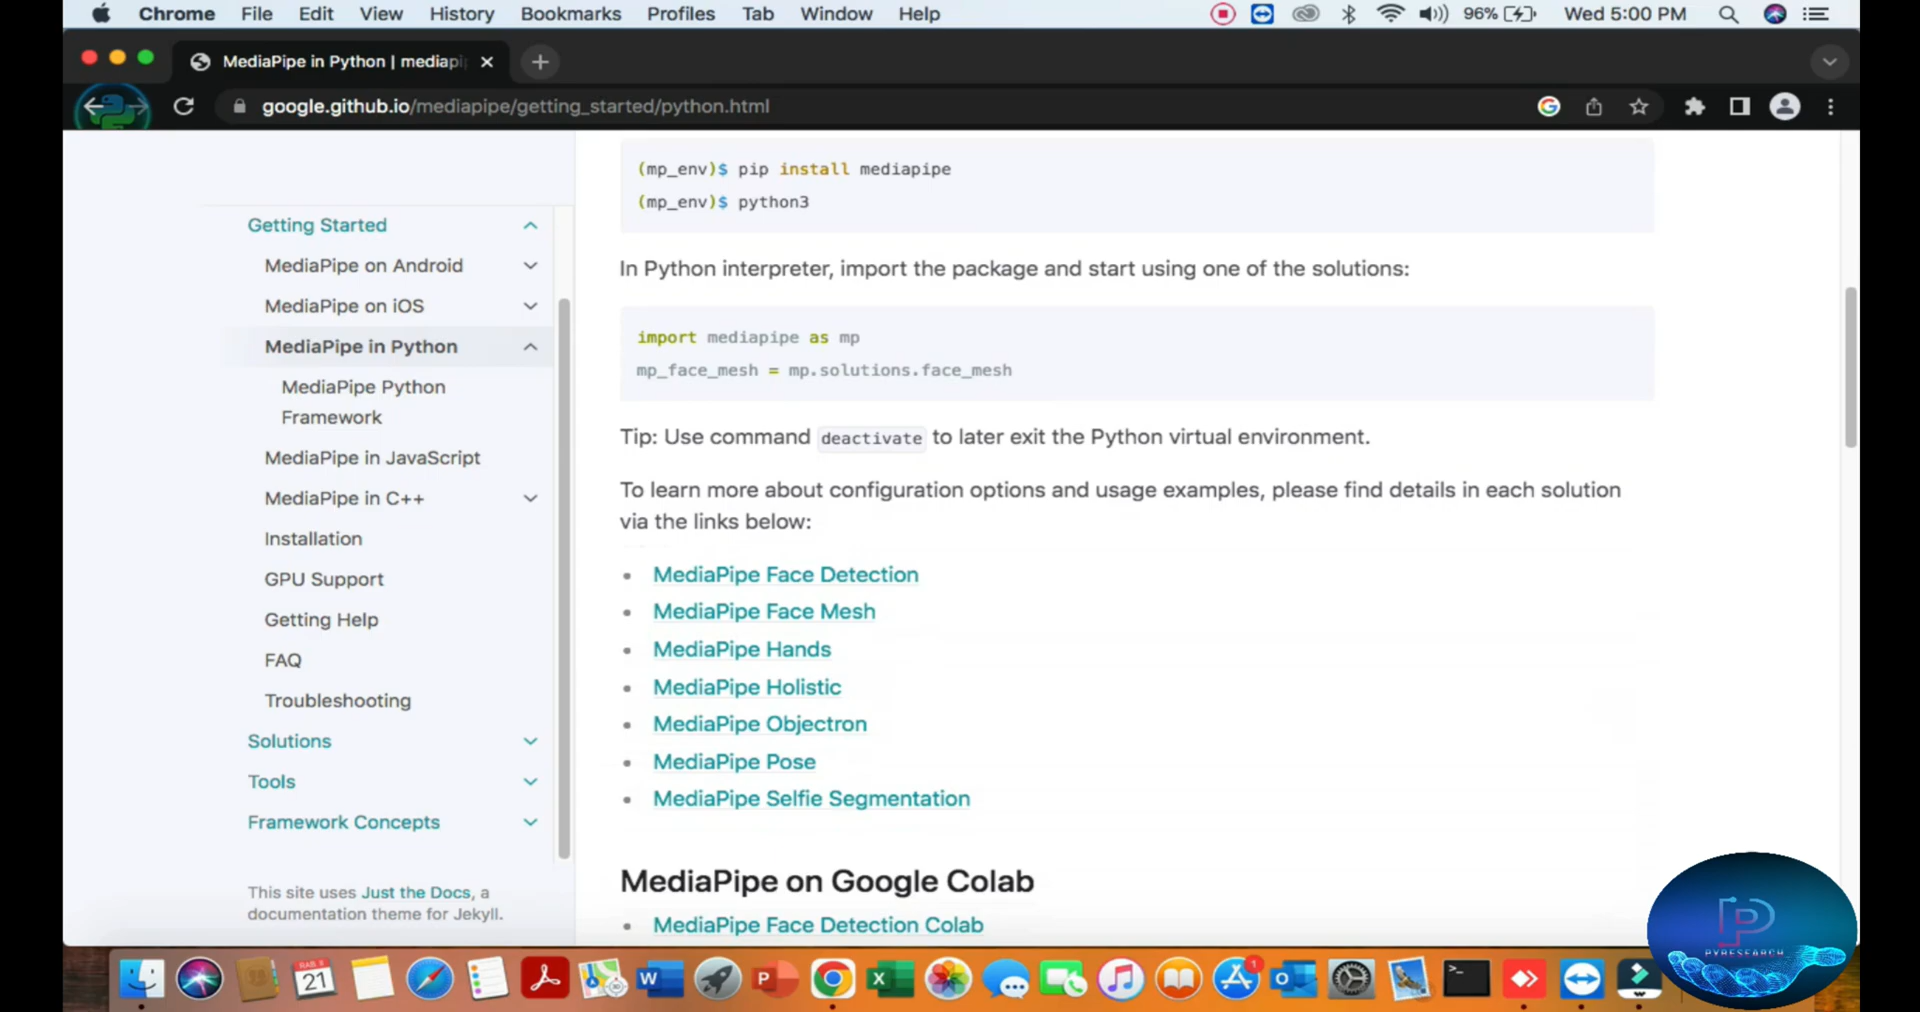 Chrome File Edit View History Bookmarks Profiles Tab Window Help 96% Wed 5:00 PM
MediaPipe in Python | mediapi
google.github.io/mediapipe/getting_started/python.html
Getting Started
MediaPipe on Android
MediaPipe on iOS
MediaPipe in Python
MediaPipe Python
Framework
MediaPipe in JavaScript
MediaPipe in C++
Installation
GPU Support
Getting Help
FAQ
Troubleshooting
Solutions
Tools
Framework Concepts
This site uses Just the Docs, a
documentation theme for Jekyll.
(mp_env)$ pip install mediapipe
(mp_env)$ python3
In Python interpreter, import the package and start using one of the solutions:
import mediapipe as mp
mp_face_mesh = mp.solutions.face_mesh
Tip: Use command deactivate to later exit the Python virtual environment.
To learn more about configuration options and usage examples, please find details in each solution
via the links below:
MediaPipe Face Detection
MediaPipe Face Mesh
MediaPipe Hands
MediaPipe Holistic
MediaPipe Objectron
MediaPipe Pose
MediaPipe Selfie Segmentation
MediaPipe on Google Colab
MediaPipe Face Detection Colab
PYRESEARCH
21
W
P
X
1
O